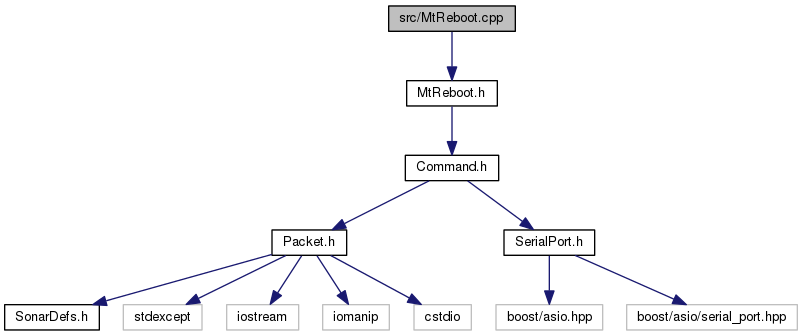 src/MtReboot.cpp
MtReboot.h
Command.h
Packet.h
SerialPort.h
SonarDefs.h
stdexcept
iostream
iomanip
cstdio
boost/asio.hpp
boost/asio/serial_port.hpp